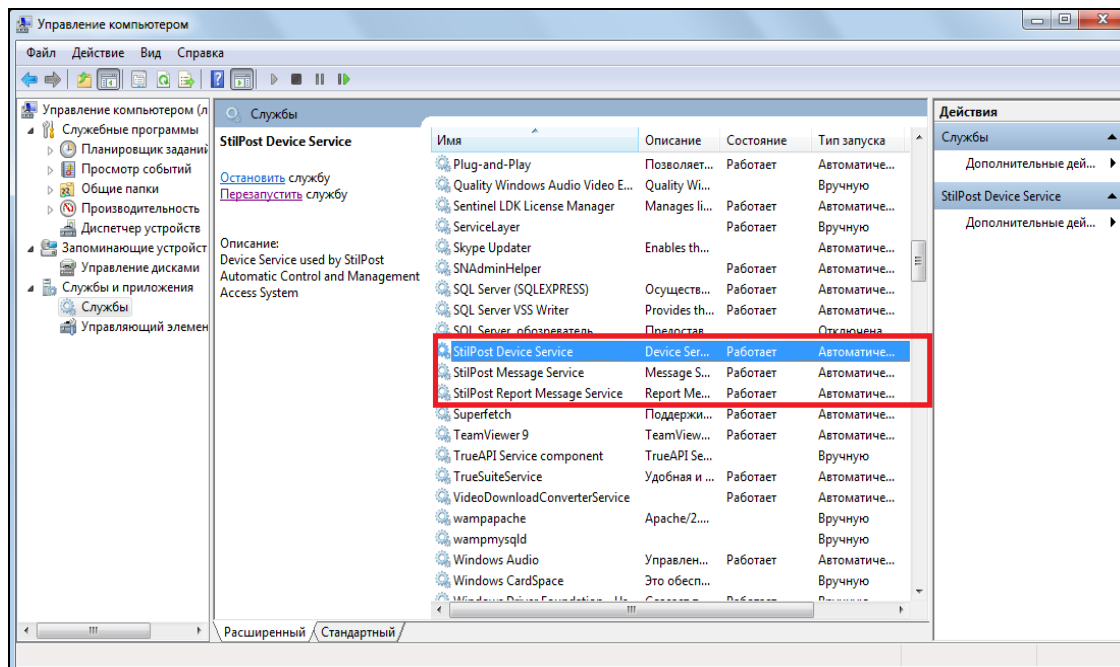 Управление компьютером
Файл Действие Вид Справка
Управление компьютером (л
Служебные программы
Планировщик заданий
Просмотр событий
Общие папки
Производительность
Диспетчер устройств
Запоминающие устройст
Управление дисками
Службы и приложения
Службы
Управляющий элемен
Службы
StilPost Device Service
Остановить службу
Перезапустить службу
Описание:
Device Service used by StilPost
Automatic Control and Management
Access System
Имя Описание Состояние Тип запуска
Plug-and-Play Позволяет... Работает Автоматиче...
Quality Windows Audio Video E... Quality Wi... Вручную
Sentinel LDK License Manager Manages li... Работает Автоматиче...
ServiceLayer Работает Вручную
Skype Updater Enables th... Автоматиче...
SNAdminHelper Работает Автоматиче...
SQL Server (SQLEXPRESS) Осуществ... Работает Автоматиче...
SQL Server VSS Writer Provides th... Работает Автоматиче...
SQL Server, обозреватель Предостав... Отключена
StilPost Device Service Device Ser... Работает Автоматиче...
StilPost Message Service Message S... Работает Автоматиче...
StilPost Report Message Service Report Me... Работает Автоматиче...
Superfetch Поддержи... Работает Автоматиче...
TeamViewer 9 TeamView... Работает Автоматиче...
TrueAPI Service component TrueAPI Se... Вручную
TrueSuiteService Удобная и ... Работает Автоматиче...
VideoDownloadConverterService Работает Автоматиче...
wampapache Apache/2.... Вручную
wampmysqld Вручную
Windows Audio Управлен... Работает Автоматиче...
Windows CardSpace Это обесп... Вручную
Расширенный Стандартный
Действия
Службы
Дополнительные дей...
StilPost Device Service
Дополнительные дей...